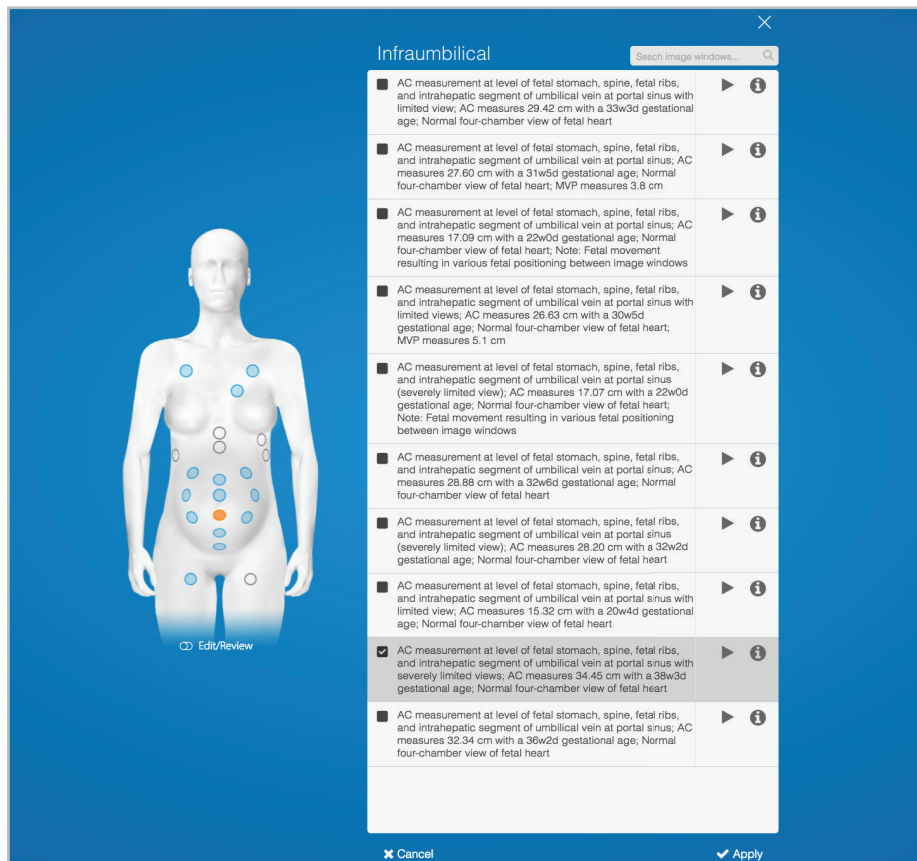 Infraumbilical
Seach image windows...
AC measurement at level of fetal stomach, spine, fetal ribs,
and intrahepatic segment of umbilical vein at portal sinus with
limited view; AC measures 29.42 cm with a 33w3d gestational
age; Normal four-chamber view of fetal heart
AC measurement at level of fetal stomach, spine, fetal ribs,
and intrahepatic segment of umbilical vein at portal sinus; AC
measures 27.60 cm with a 31w5d gestational age; Normal
four-chamber view of fetal heart; MVP measures 3.8 cm
AC measurement at level of fetal stomach, spine, fetal ribs,
and intrahepatic segment of umbilical vein at portal sinus; AC
measures 17.09 cm with a 22w0d gestational age; Normal
four-chamber view of fetal heart; Note: Fetal movement
resulting in various fetal positioning between image windows
AC measurement at level of fetal stomach, spine, fetal ribs,
and intrahepatic segment of umbilical vein at portal sinus with
limited views; AC measures 26.63 cm with a 30w5d
gestational age; Normal four-chamber view of fetal heart;
MVP measures 5.1 cm
AC measurement at level of fetal stomach, spine, fetal ribs,
and intrahepatic segment of umbilical vein at portal sinus
(severely limited view); AC measures 17.07 cm with a 22w0d
gestational age; Normal four-chamber view of fetal heart;
Note: Fetal movement resulting in various fetal positioning
between image windows
AC measurement at level of fetal stomach, spine, fetal ribs,
and intrahepatic segment of umbilical vein at portal sinus; AC
measures 28.88 cm with a 32w6d gestational age; Normal
four-chamber view of fetal heart
AC measurement at level of fetal stomach, spine, fetal ribs,
and intrahepatic segment of umbilical vein at portal sinus
(severely limited view); AC measures 28.20 cm with a 32w2d
gestational age; Normal four-chamber view of fetal heart
AC measurement at level of fetal stomach, spine, fetal ribs,
and intrahepatic segment of umbilical vein at portal sinus with
limited view; AC measures 15.32 cm with a 20w4d gestational
age; Normal four-chamber view of fetal heart
Edit/Review
AC measurement at level of fetal stomach, spine, fetal ribs,
and intrahepatic segment of umbilical vein at portal sinus with
severely limited views; AC measures 34.45 cm with a 38w3d
gestational age; Normal four-chamber view of fetal heart
AC measurement at level of fetal stomach, spine, fetal ribs,
and intrahepatic segment of umbilical vein at portal sinus; AC
measures 32.34 cm with a 36w2d gestational age; Normal
four-chamber view of fetal heart
Cancel
Apply